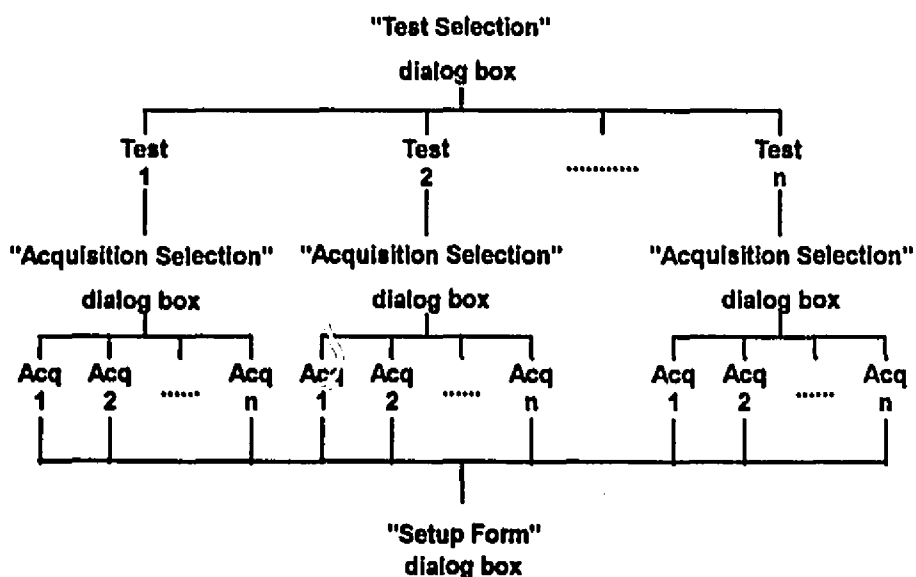 "Test Selection"
dialog box
Test Test ........... Test
1 2 n
"Acquisition Selection" "Acquisition Selection" "Acquisition Selection"
dialog box dialog box dialog box
Acq Acq Acq Acq Acq Acq Acq Acq Acq
1 2 ...... n 1 2 ...... n 1 2 ...... n
"Setup Form"
dialog box